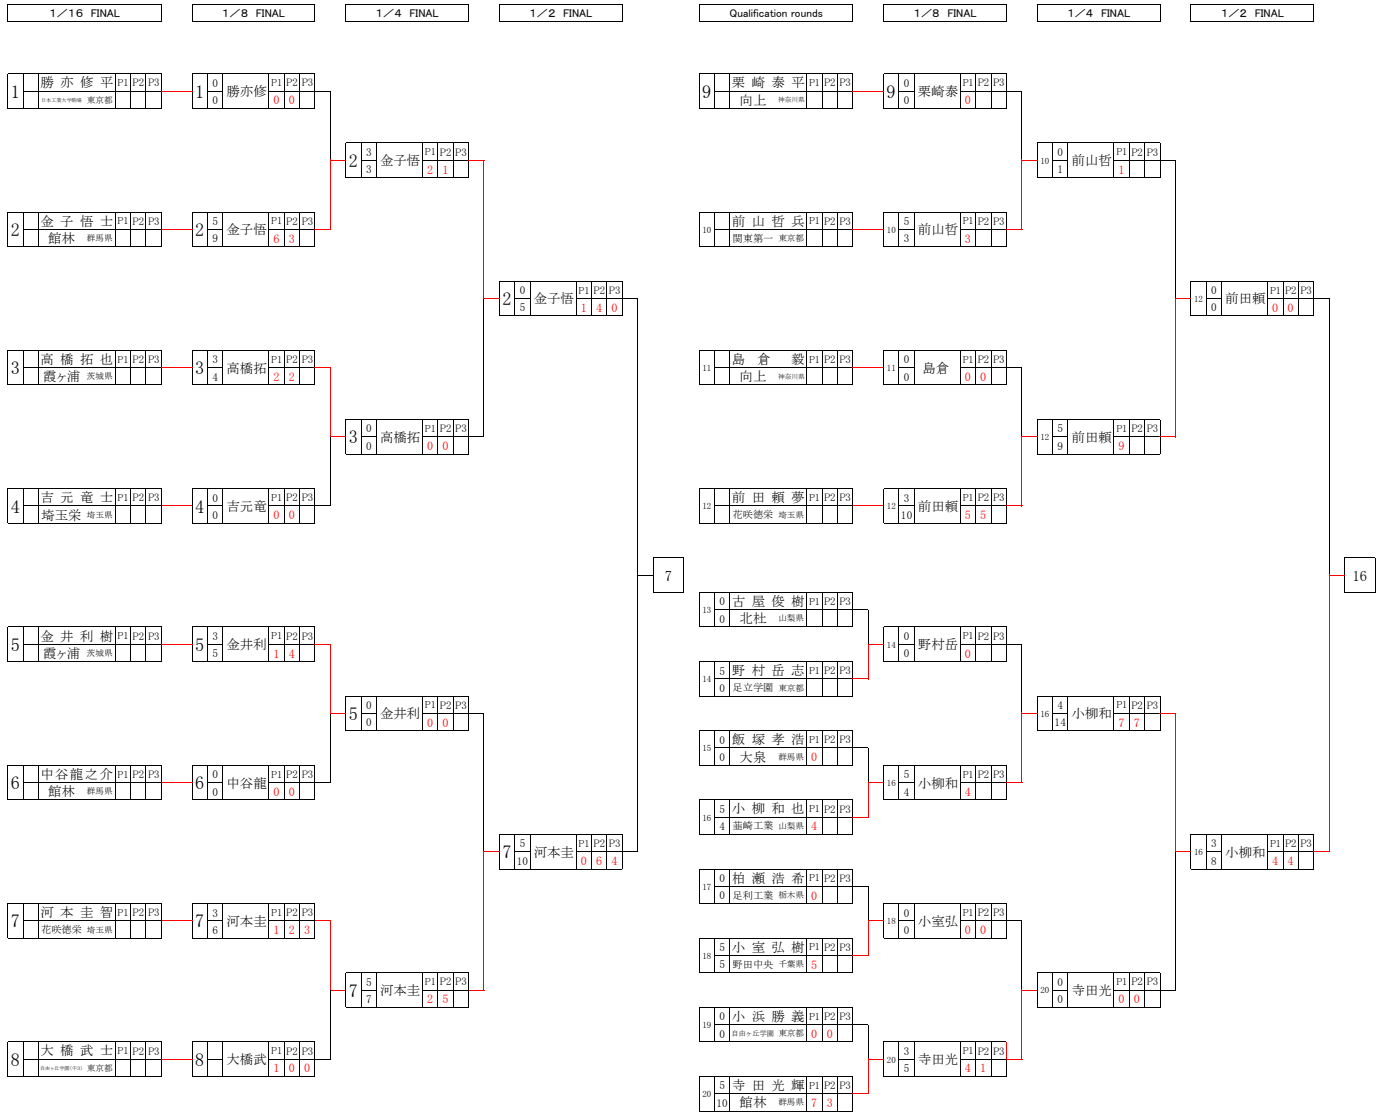 1／16 FINAL
1／8 FINAL
1／4 FINAL
1／2 FINAL
Qualification rounds
1／8 FINAL
1／4 FINAL
1／2 FINAL
1 勝亦修平 P1 P2 P3
日本工業大学駒場 東京都
1 0 勝亦修 P1 P2 P3
0 0 0
2 3 金子悟 P1 P2 P3
3 2 1
2 金子悟士 P1 P2 P3
館林 群馬県
2 5 金子悟 P1 P2 P3
9 6 3
2 0 金子悟 P1 P2 P3
5 1 4 0
3 高橋拓也 P1 P2 P3
霞ヶ浦 茨城県
3 3 高橋拓 P1 P2 P3
4 2 2
3 0 高橋拓 P1 P2 P3
0 0 0
4 吉元竜士 P1 P2 P3
埼玉栄 埼玉県
4 0 吉元竜 P1 P2 P3
0 0 0
7
5 金井利樹 P1 P2 P3
霞ヶ浦 茨城県
5 3 金井利 P1 P2 P3
5 1 4
5 0 金井利 P1 P2 P3
0 0 0
6 中谷龍之介 P1 P2 P3
館林 群馬県
6 0 中谷龍 P1 P2 P3
0 0 0
7 5 河本圭 P1 P2 P3
10 0 6 4
7 河本圭智 P1 P2 P3
花咲徳栄 埼玉県
7 3 河本圭 P1 P2 P3
6 1 2 3
7 5 河本圭 P1 P2 P3
7 2 5
8 大橋武士 P1 P2 P3
自由ヶ丘学園(中3) 東京都
8 大橋武 P1 P2 P3
1 0 0
9 栗崎泰平 P1 P2 P3
向上 神奈川県
9 0 栗崎泰 P1 P2 P3
0 0
10 0 前山哲 P1 P2 P3
1 1
10 前山哲兵 P1 P2 P3
関東第一 東京都
10 5 前山哲 P1 P2 P3
3 3
12 0 前田頼 P1 P2 P3
0 0 0
11 島倉毅 P1 P2 P3
向上 神奈川県
11 0 島倉 P1 P2 P3
0 0 0
12 5 前田頼 P1 P2 P3
9 9
12 前田頼夢 P1 P2 P3
花咲徳栄 埼玉県
12 3 前田頼 P1 P2 P3
10 5 5
16
13 0 古屋俊樹 P1 P2 P3
0 北杜 山梨県
14 0 野村岳 P1 P2 P3
0 0
14 5 野村岳志 P1 P2 P3
0 足立学園 東京都
16 4 小柳和 P1 P2 P3
14 7 7
15 0 飯塚孝浩 P1 P2 P3
0 大泉 群馬県 0
16 5 小柳和 P1 P2 P3
4 4
16 5 小柳和也 P1 P2 P3
4 韮崎工業 山梨県 4
16 3 小柳和 P1 P2 P3
8 4 4
17 0 柏瀬浩希 P1 P2 P3
0 足利工業 栃木県 0
18 0 小室弘 P1 P2 P3
0 0 0
18 5 小室弘樹 P1 P2 P3
5 野田中央 千葉県 5
20 0 寺田光 P1 P2 P3
0 0 0
19 0 小浜勝義 P1 P2 P3
0 自由ヶ丘学園 東京都 0 0
20 3 寺田光 P1 P2 P3
5 4 1
20 5 寺田光輝 P1 P2 P3
10 館林 群馬県 7 3